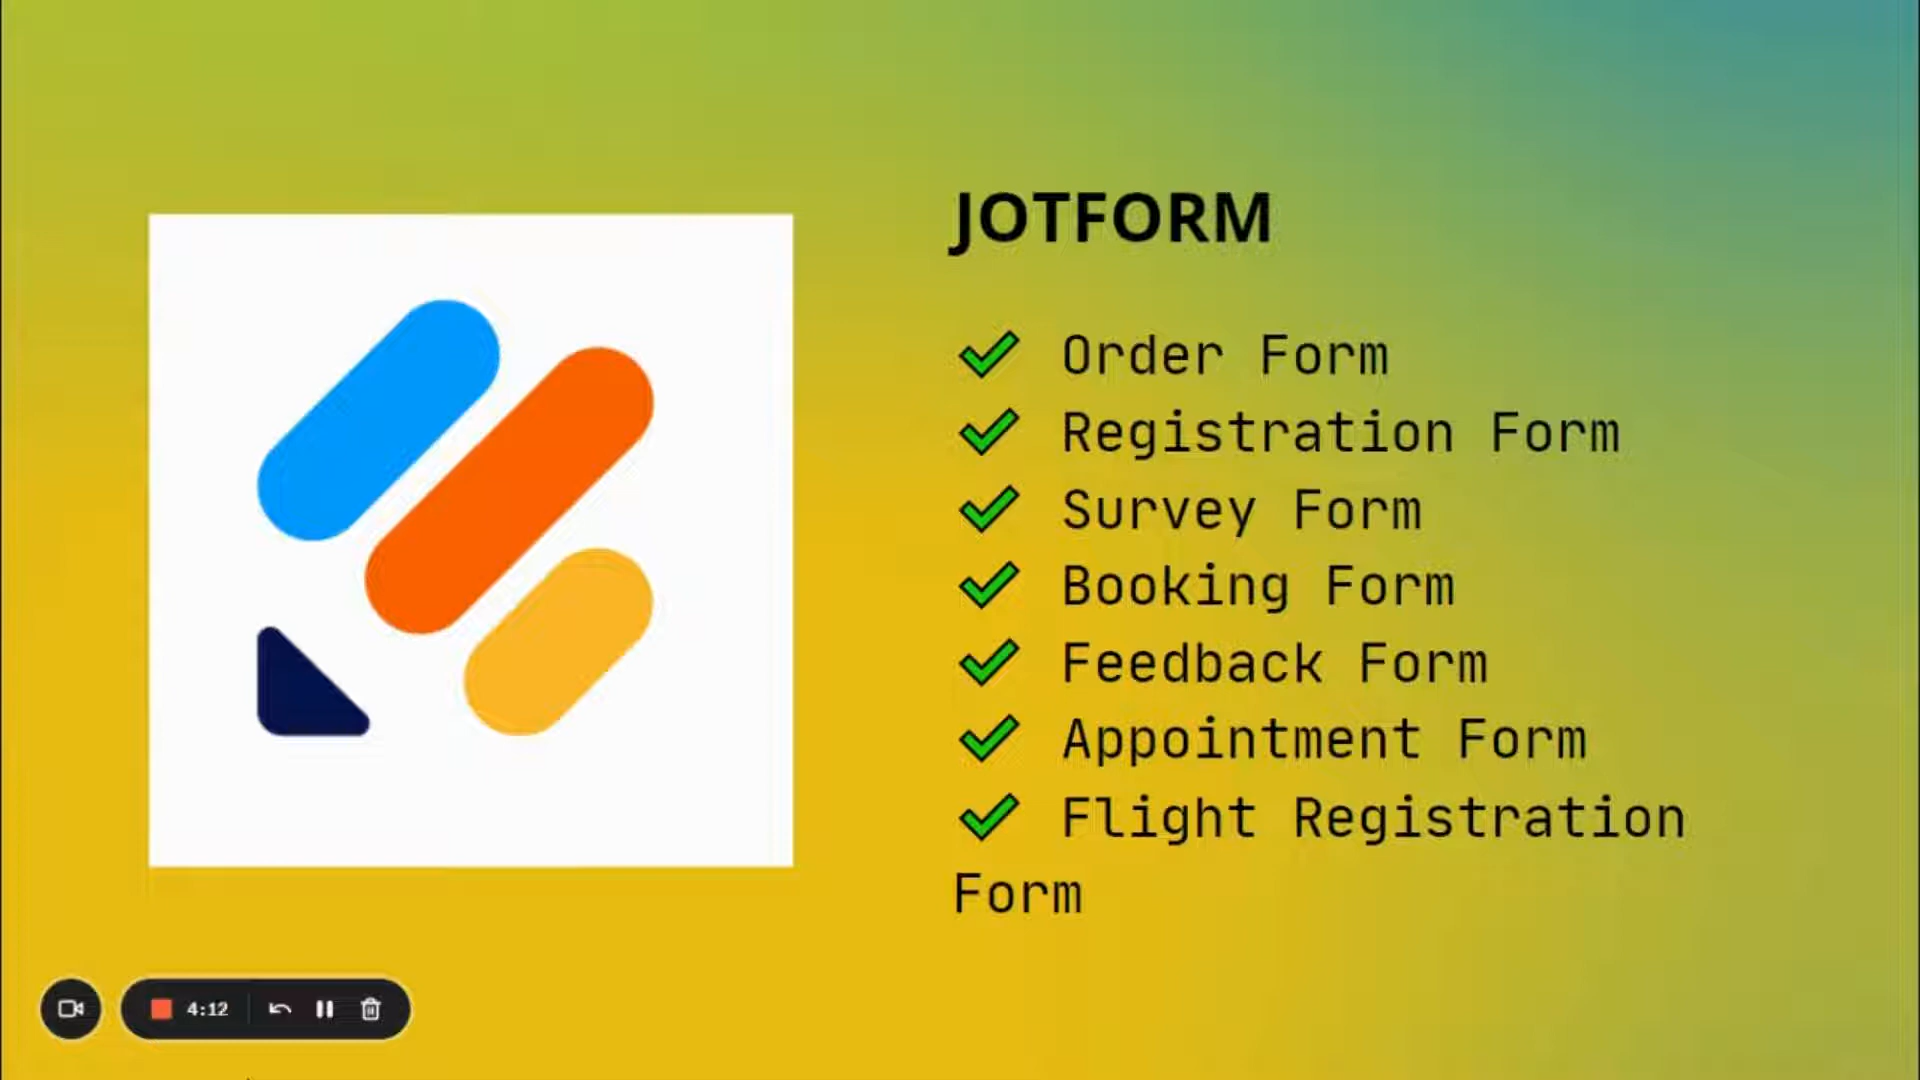 JOTFORM
Order Form
Registration Form
Survey Form
Booking Form
Feedback Form
Appointment Form
Flight Registration
Form
4:12